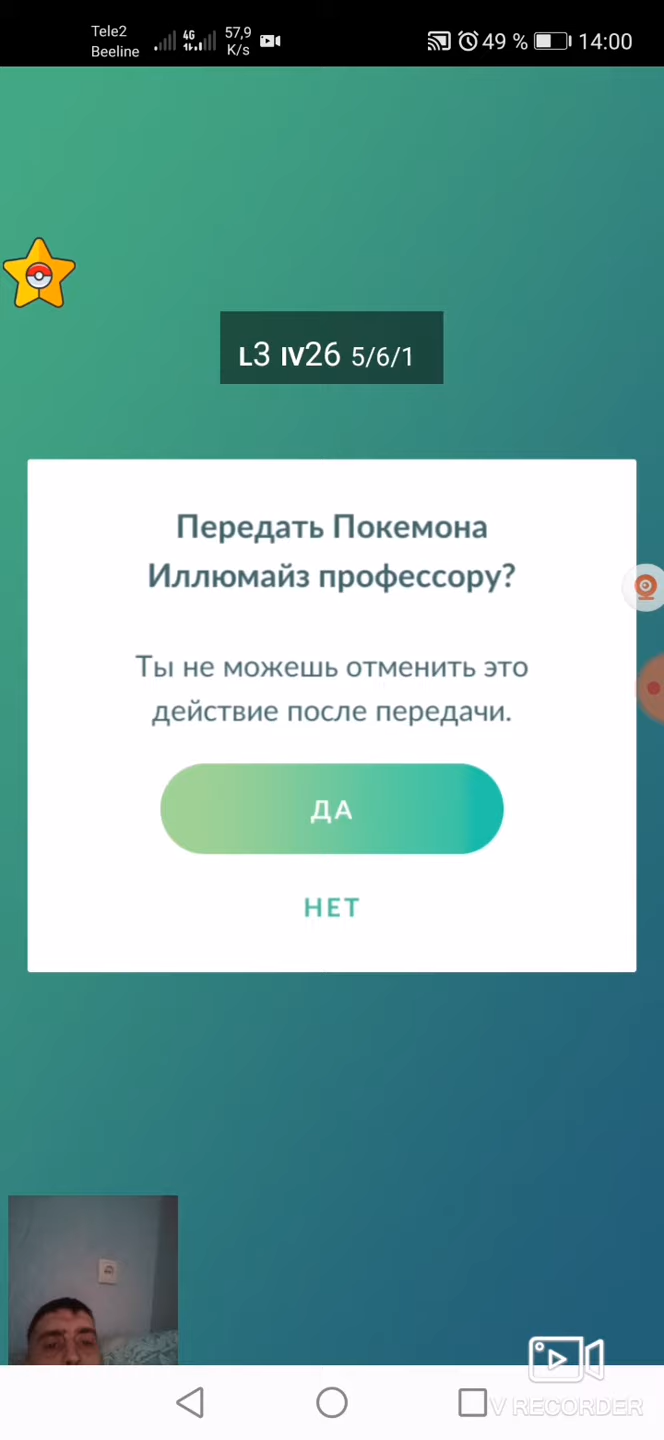 Tele2
Beeline
4G
57,9
K/s
49 %
14:00
L3 IV26 5/6/1
Передать Покемона
Иллюмайз профессору?
Ты не можешь отменить это
действие после передачи.
ДА
НЕТ
V RECORDER